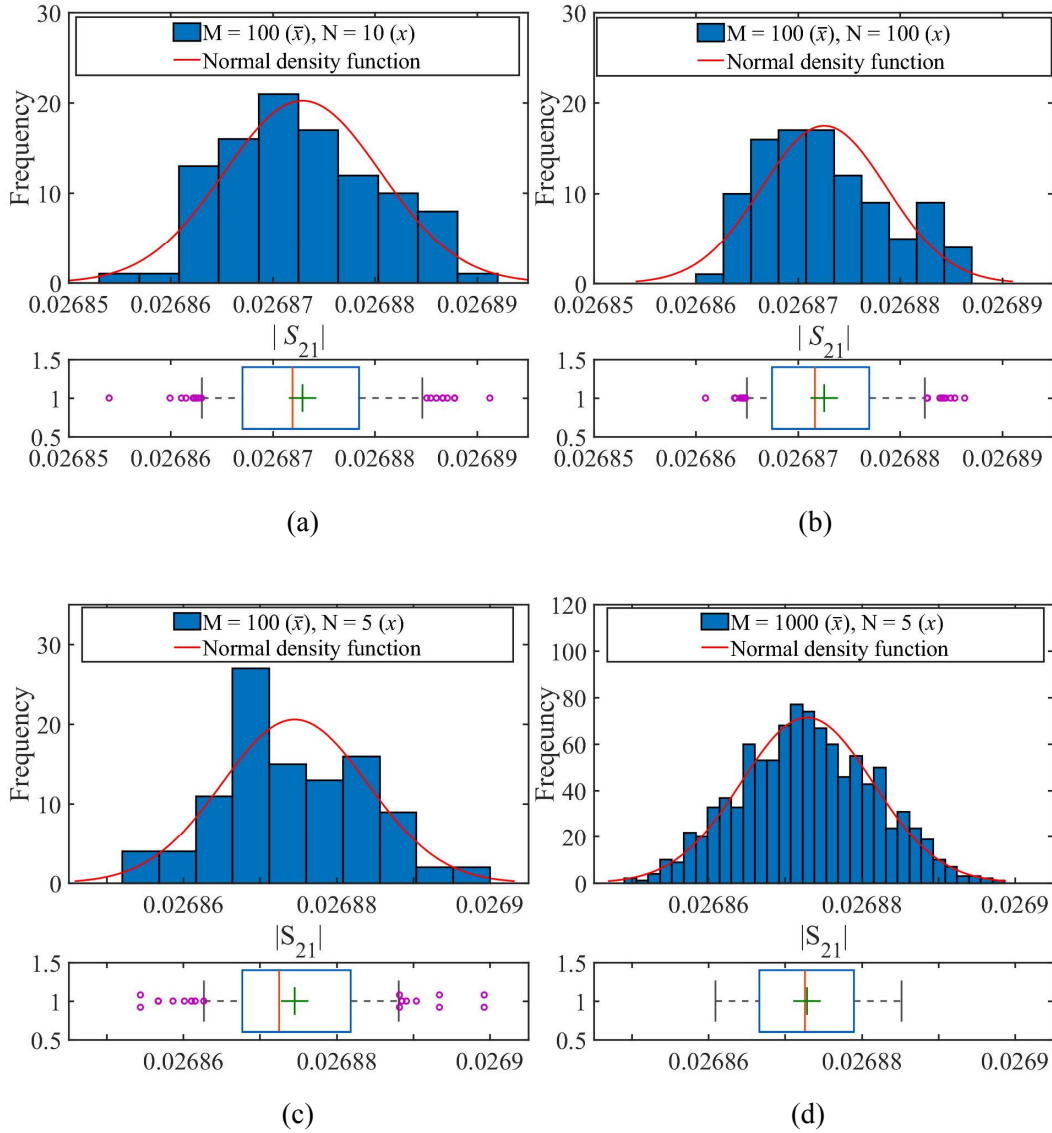 30
20
10
0
Frequency
M = 100 (x̄), N = 10 (x)
Normal density function
0.02685 0.02686 0.02687 0.02688 0.02689
| S21|
1.5
1
0.5
0.02685 0.02686 0.02687 0.02688 0.02689
(a)
30
20
10
0
Frequency
M = 100 (x̄), N = 100 (x)
Normal density function
0.02685 0.02686 0.02687 0.02688 0.02689
| S21|
1.5
1
0.5
0.02685 0.02686 0.02687 0.02688 0.02689
(b)
30
20
10
0
Frequency
M = 100 (x̄), N = 5 (x)
Normal density function
0.02686 0.02688 0.0269
|S21|
1.5
1
0.5
0.02686 0.02688 0.0269
(c)
120
100
80
60
40
20
0
Freqeuncy
M = 1000 (x̄), N = 5 (x)
Normal density function
0.02686 0.02688 0.0269
|S21|
1.5
1
0.5
0.02686 0.02688 0.0269
(d)